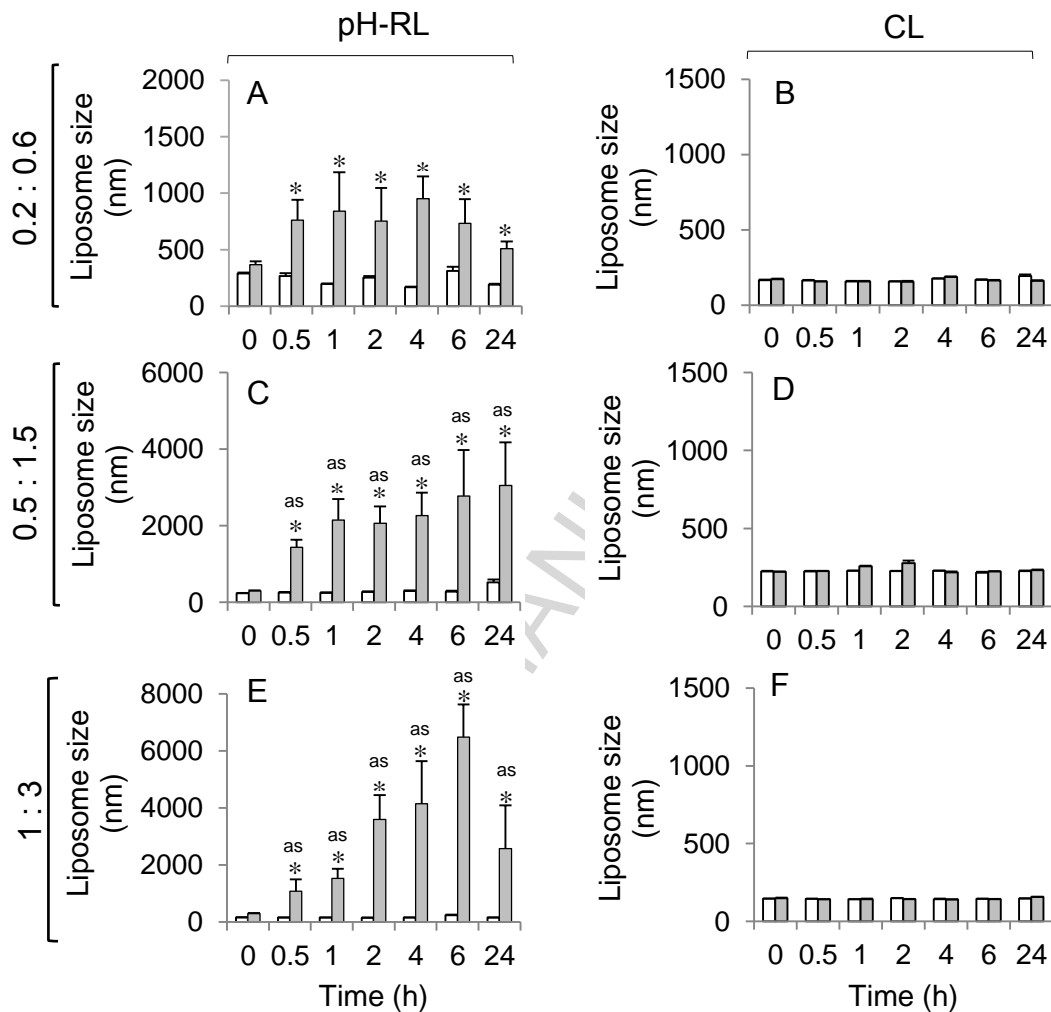 pH-RL
CL
0.2 : 0.6
Liposome size
(nm)
2000
1500
1000
500
0
A
*
*
*
*
*
*
0 0.5 1 2 4 6 24
Liposome size
(nm)
1500
1000
500
0
B
0 0.5 1 2 4 6 24
0.5 : 1.5
Liposome size
(nm)
6000
4000
2000
0
C
as
*
as
*
as
*
as
*
as
*
as
*
0 0.5 1 2 4 6 24
Liposome size
(nm)
1500
1000
500
0
D
0 0.5 1 2 4 6 24
1 : 3
Liposome size
(nm)
8000
6000
4000
2000
0
E
as
*
as
*
as
*
as
*
as
*
as
*
0 0.5 1 2 4 6 24
Time (h)
Liposome size
(nm)
1500
1000
500
0
F
0 0.5 1 2 4 6 24
Time (h)